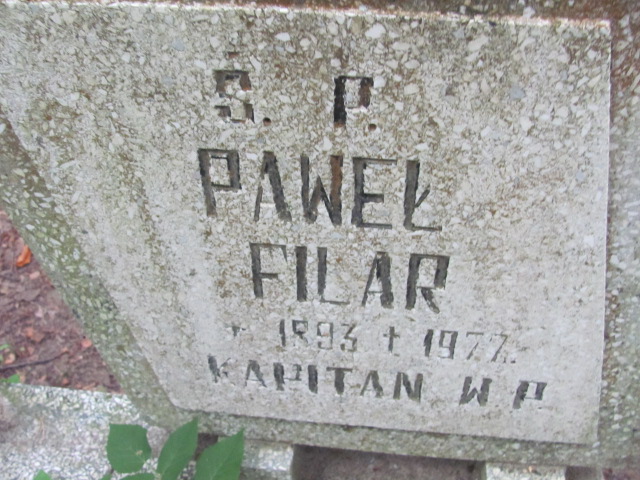 Ś. P.
PAWEŁ
FILAR
* 1893 + 1977.
KAPITAN W P